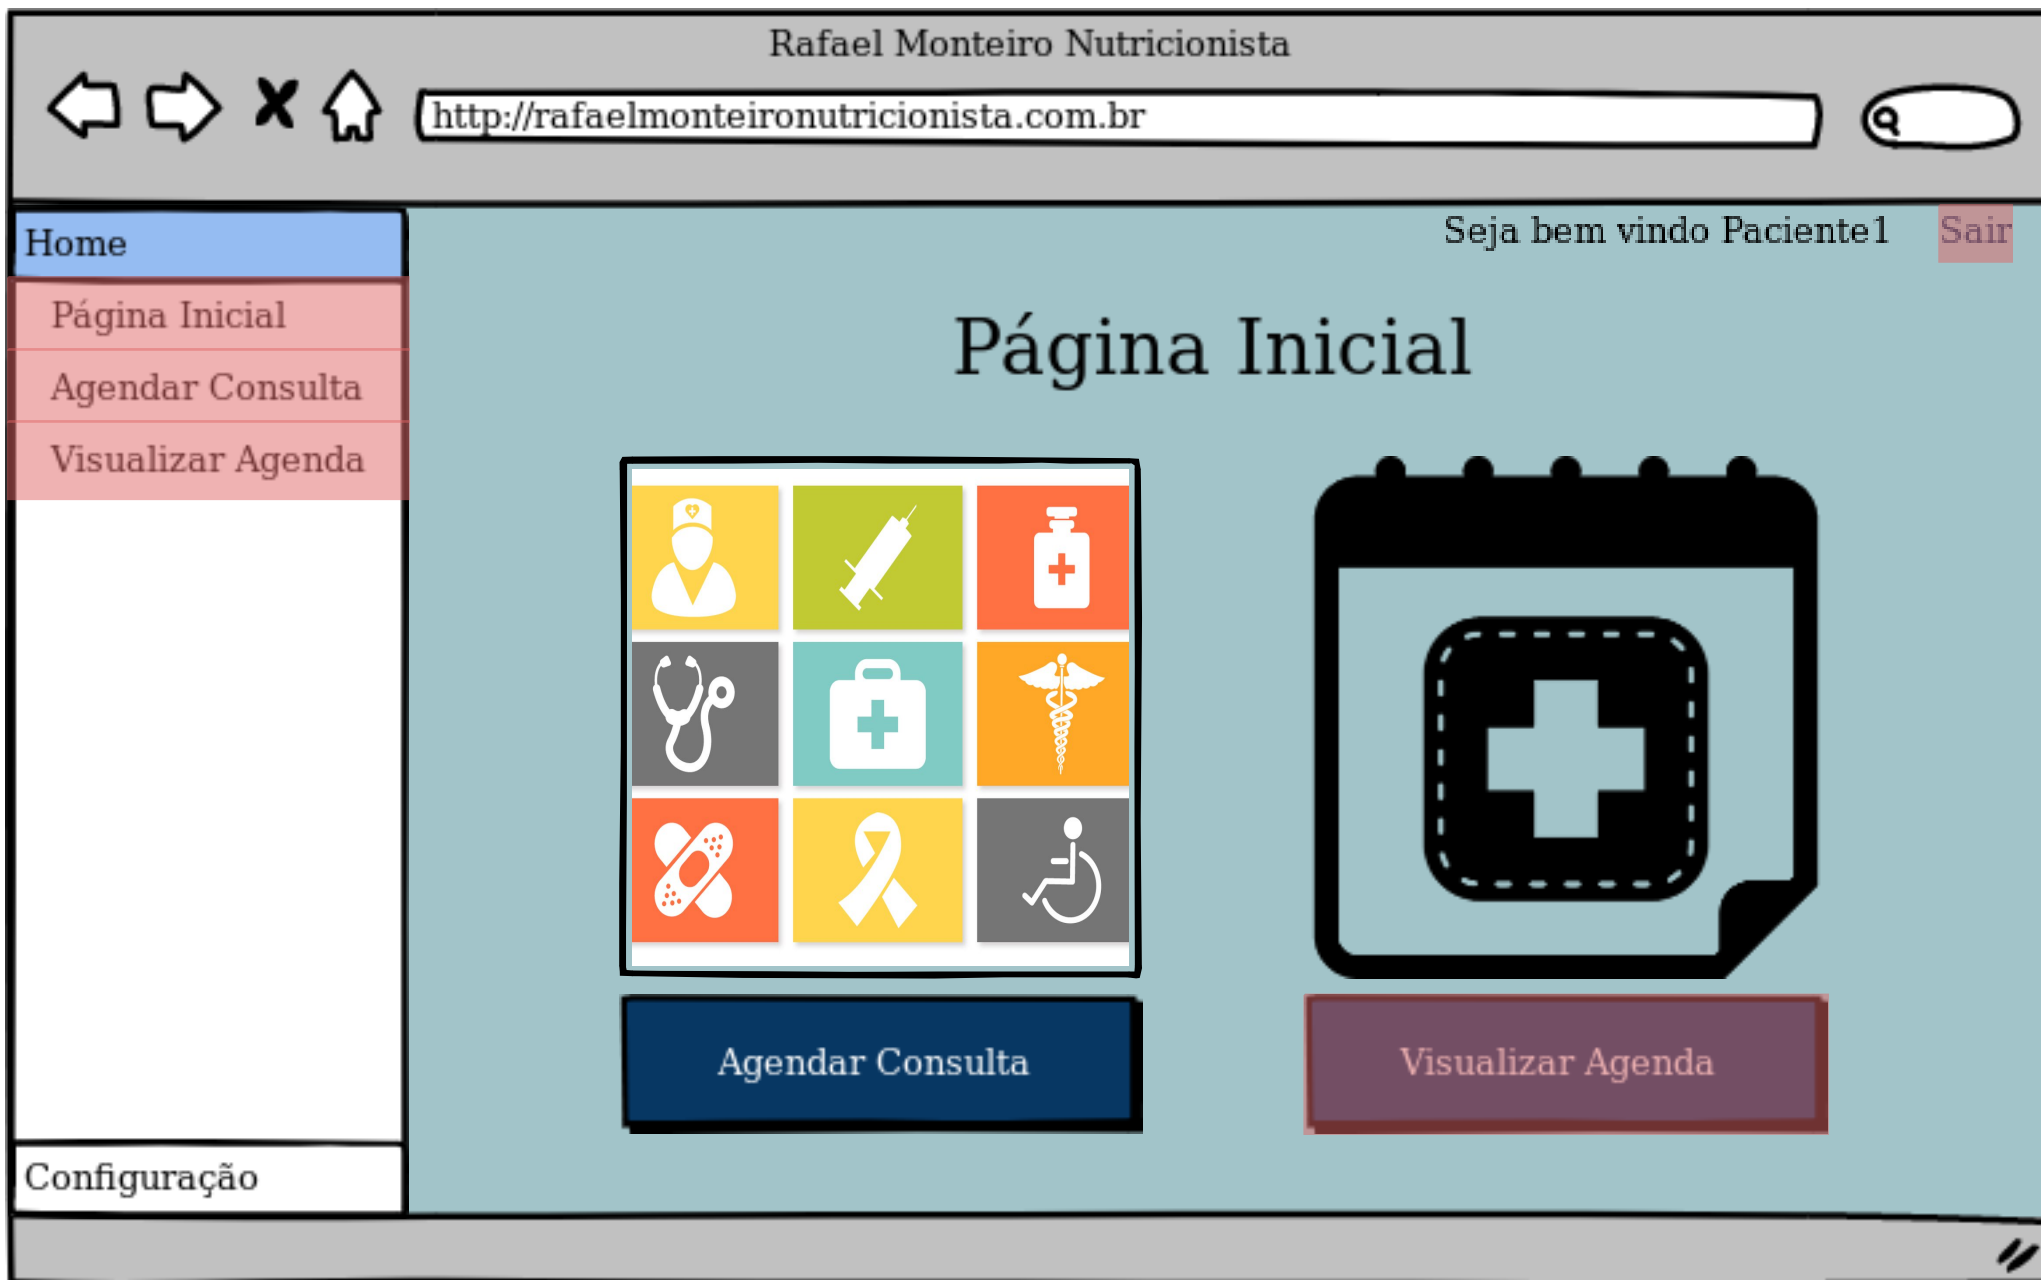 Rafael Monteiro Nutricionista
http://rafaelmonteironutricionista.com.br
Home
Seja bem vindo Paciente1
Sair
Página Inicial
Agendar Consulta
Visualizar Agenda
Página Inicial
Agendar Consulta
Visualizar Agenda
Configuração